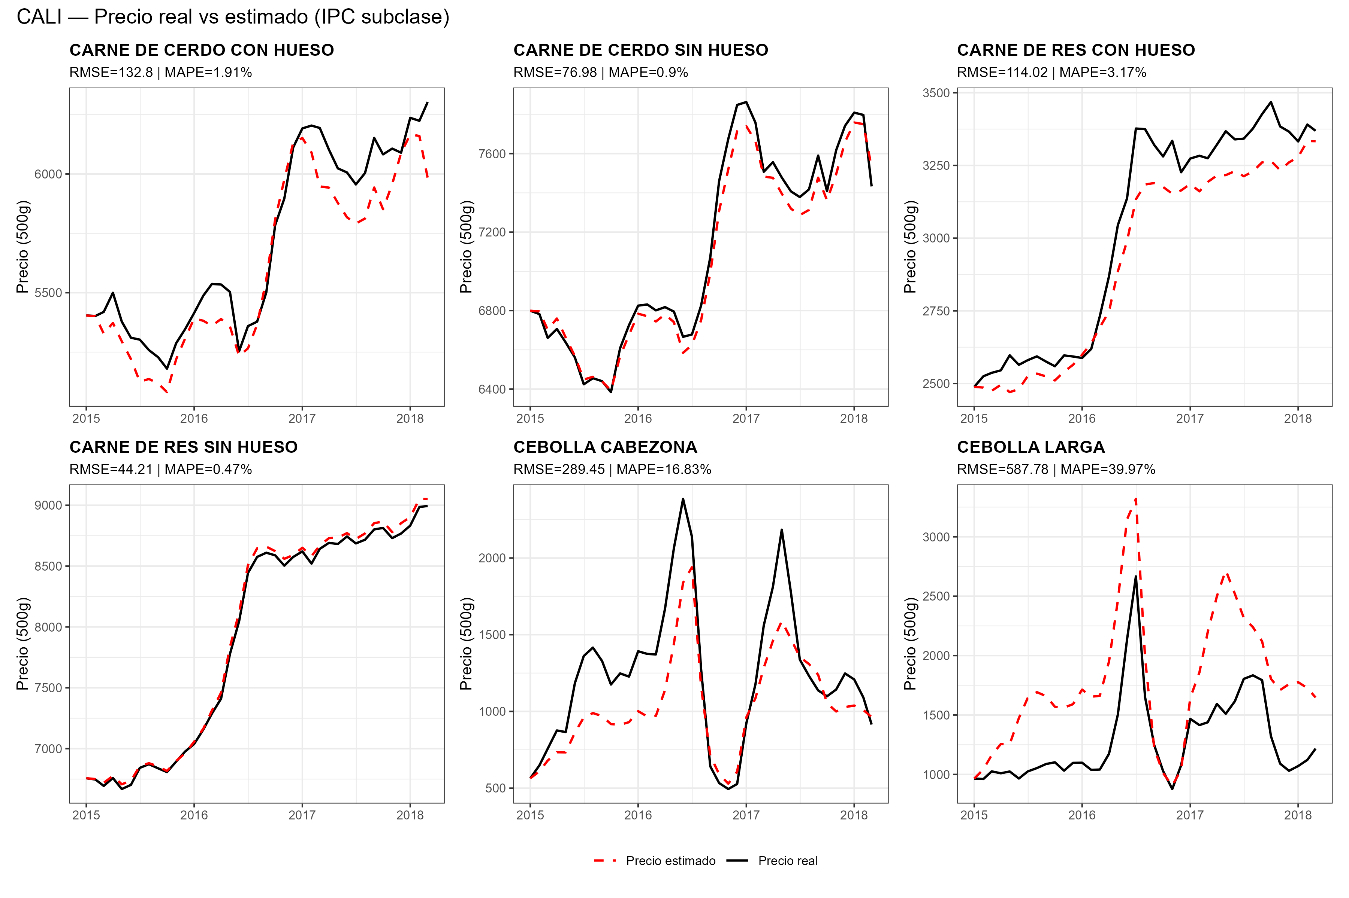 CALI — Precio real vs estimado (IPC subclase)
CARNE DE CERDO CON HUESO
RMSE=132.8 | MAPE=1.91%
Precio (500g)
6000
5500
2015 2016 2017 2018
CARNE DE CERDO SIN HUESO
RMSE=76.98 | MAPE=0.9%
Precio (500g)
7600
7200
6800
6400
2015 2016 2017 2018
CARNE DE RES CON HUESO
RMSE=114.02 | MAPE=3.17%
Precio (500g)
3500
3250
3000
2750
2500
2015 2016 2017 2018
CARNE DE RES SIN HUESO
RMSE=44.21 | MAPE=0.47%
Precio (500g)
9000
8500
8000
7500
7000
2015 2016 2017 2018
CEBOLLA CABEZONA
RMSE=289.45 | MAPE=16.83%
Precio (500g)
2000
1500
1000
500
2015 2016 2017 2018
CEBOLLA LARGA
RMSE=587.78 | MAPE=39.97%
Precio (500g)
3000
2500
2000
1500
1000
2015 2016 2017 2018
Precio estimado Precio real